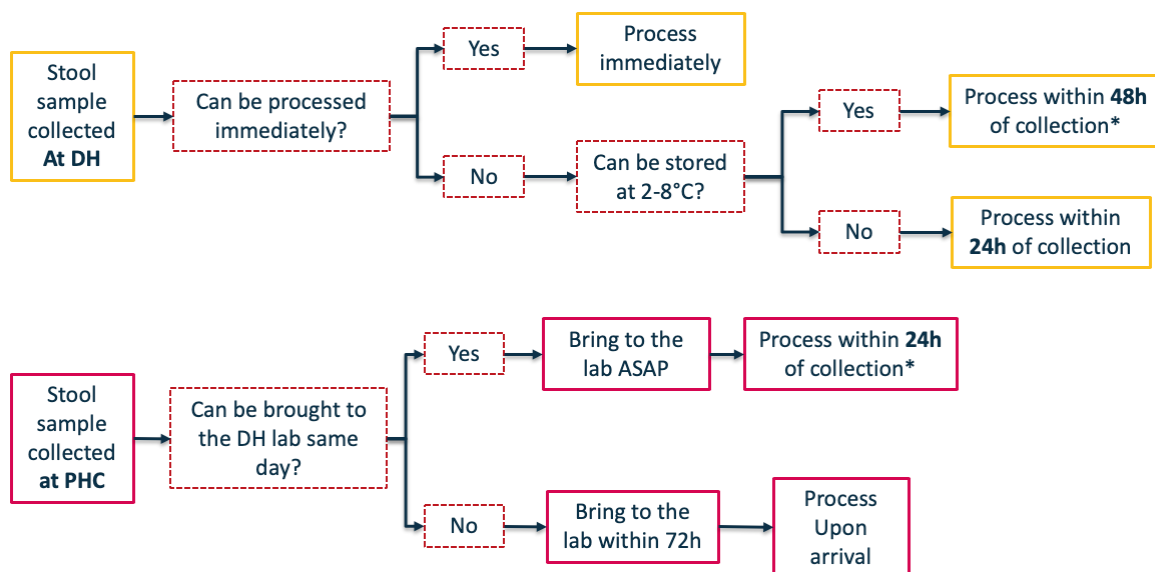 Stool
sample
collected
At DH
Can be processed
immediately?
Yes
Process
immediately
No
Can be stored
at 2-8°C?
Yes
Process within 48h
of collection*
No
Process within
24h of collection
Stool
sample
collected
at PHC
Can be brought to
the DH lab same
day?
Yes
Bring to the
lab ASAP
Process within 24h
of collection*
No
Bring to the
lab within 72h
Process
Upon
arrival